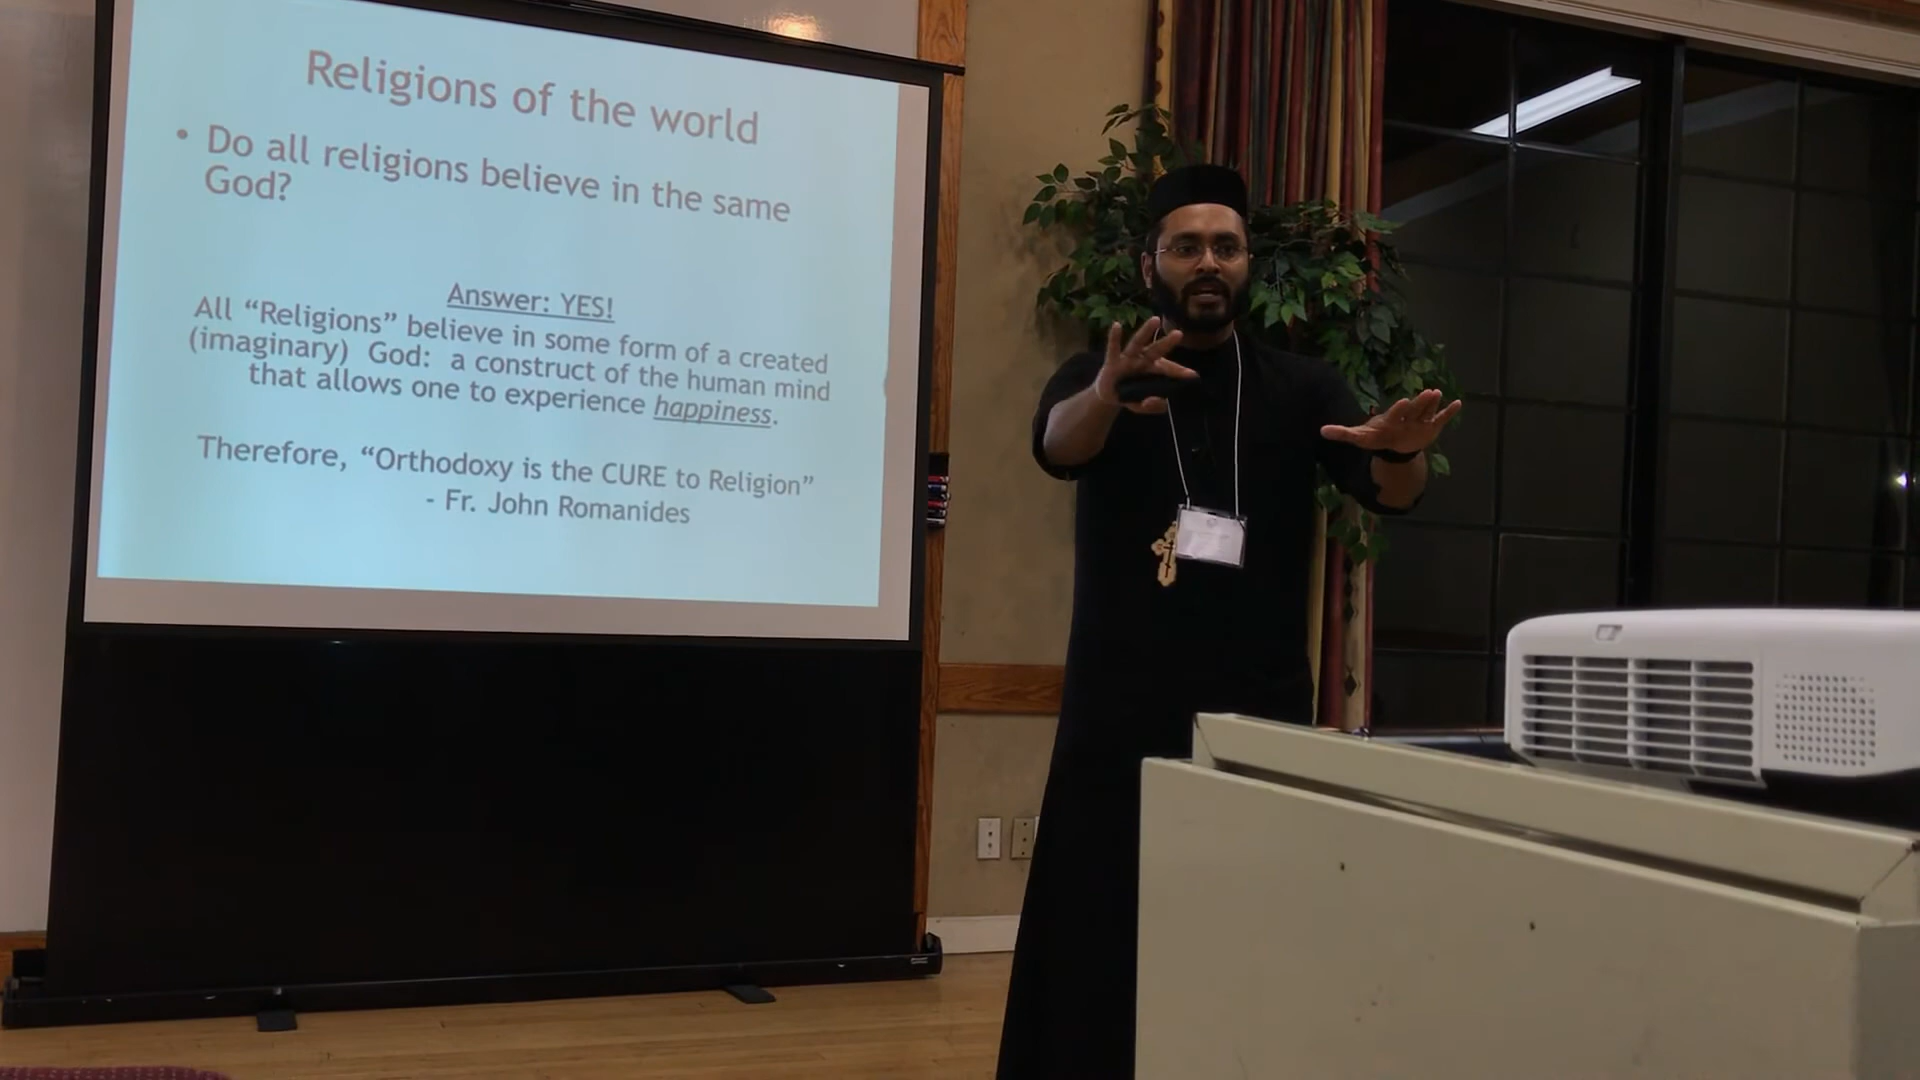 Religions of the world
• Do all religions believe in the same
God?
Answer: YES!
All “Religions” believe in some form of a created
(imaginary) God: a construct of the human mind
that allows one to experience happiness.
Therefore, “Orthodoxy is the CURE to Religion”
- Fr. John Romanides